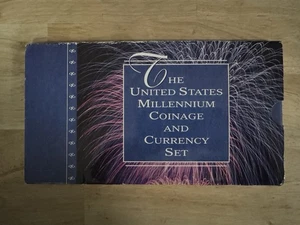 The
United States
Millennium
Coinage
and
Currency
Set